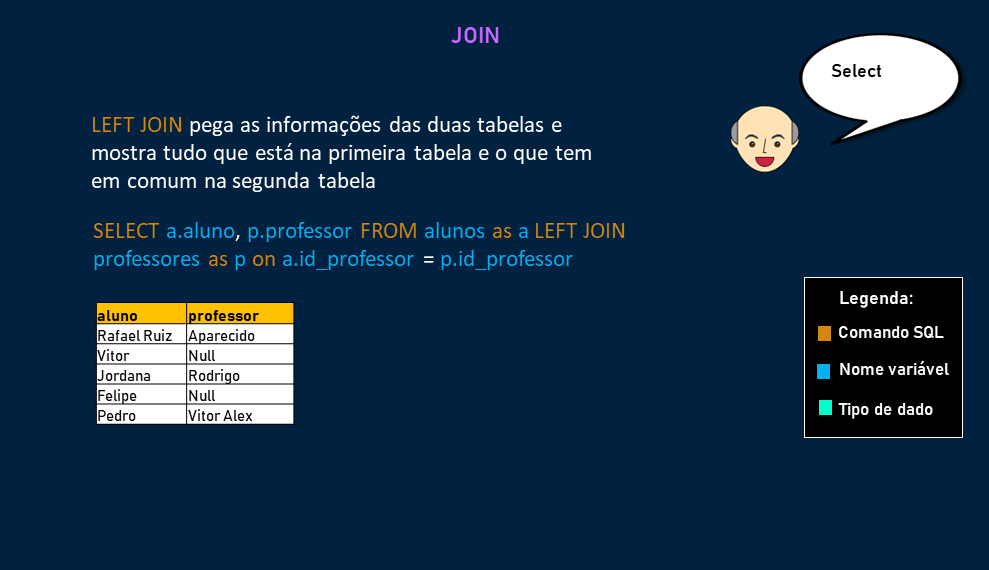 JOIN
Select
LEFT JOIN pega as informações das duas tabelas e
mostra tudo que está na primeira tabela e o que tem
em comum na segunda tabela
SELECT a.aluno, p.professor FROM alunos as a LEFT JOIN
professores as p on a.id_professor = p.id_professor
aluno professor
Rafael Ruiz Aparecido
Vitor Null
Jordana Rodrigo
Felipe Null
Pedro Vitor Alex
Legenda:
Comando SQL
Nome variável
Tipo de dado